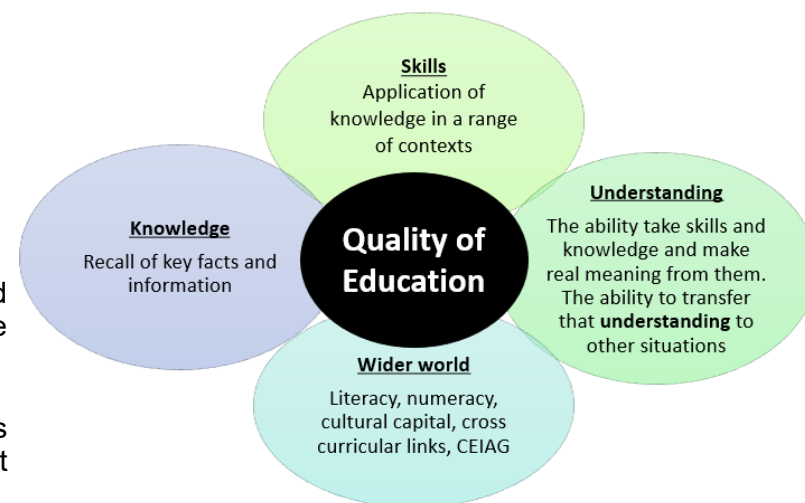 Skills
Application of
knowledge in a range
of contexts
Knowledge
Recall of key facts and
information
Quality of
Education
Understanding
The ability take skills and
knowledge and make
real meaning from them.
The ability to transfer
that understanding to
other situations
Wider world
Literacy, numeracy,
cultural capital, cross
curricular links, CEIAG